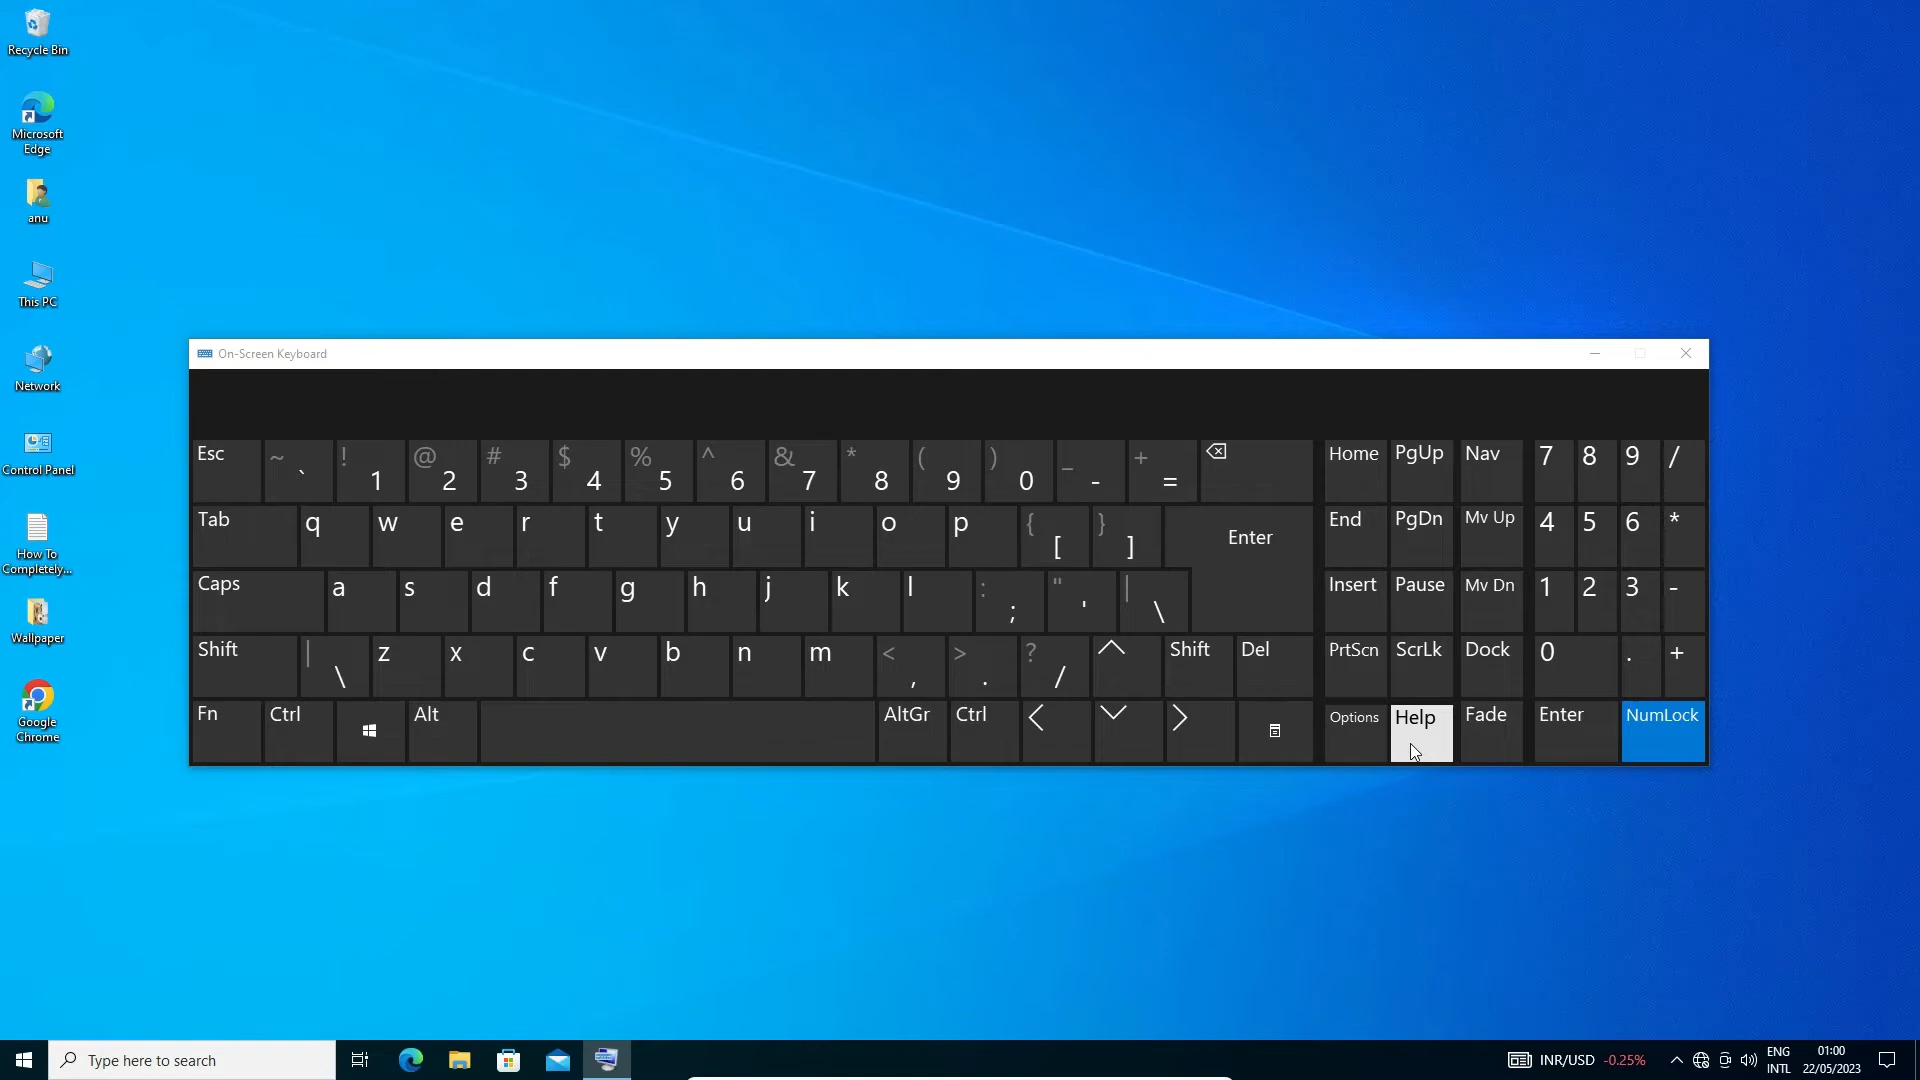 Recycle Bin
Microsoft
Edge
anu
This PC
Network
Control Panel
How To
Completely...
Wallpaper
Google
Chrome
On-Screen Keyboard
Esc ~ ` ! 1 @ 2 # 3 $ 4 % 5 ^ 6 & 7 * 8 ( 9 ) 0 _ - + = Home PgUp Nav 7 8 9 /
Tab q w e r t y u i o p { [ } ] Enter End PgDn Mv Up 4 5 6 *
Caps a s d f g h j k l : ; " ' | \ Insert Pause Mv Dn 1 2 3 -
Shift | \ z x c v b n m < , > . ? / Shift Del PrtScn ScrLk Dock 0 . +
Fn Ctrl Alt AltGr Ctrl Options Help Fade Enter NumLock
Type here to search
INR/USD -0.25%
ENG
INTL
01:00
22/05/2023